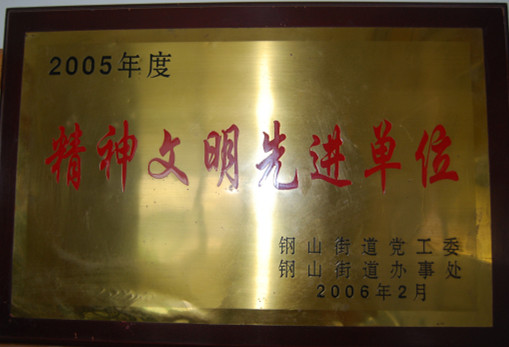 2005年度
精神文明先进单位
钢山街道党工委
钢山街道办事处
2006年2月